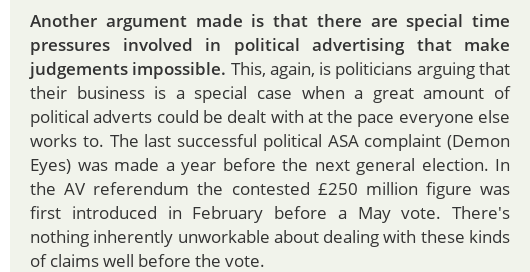 Another argument made is that there are special time
pressures involved in political advertising that make
judgements impossible. This, again, is politicians arguing that
their business is a special case when a great amount of
political adverts could be dealt with at the pace everyone else
works to. The last successful political ASA complaint (Demon
Eyes) was made a year before the next general election. In
the AV referendum the contested £250 million figure was
first introduced in February before a May vote. There's
nothing inherently unworkable about dealing with these kinds
of claims well before the vote.